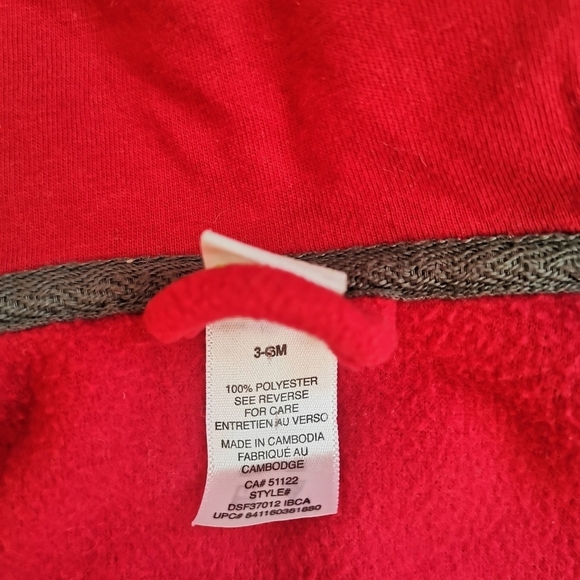 3-6M
100% POLYESTER
SEE REVERSE
FOR CARE
ENTRETIEN AU VERSO
MADE IN CAMBODIA
FABRIQUÉ AU
CAMBODGE
CA# 51122
STYLE#
DSF37012 IBCA
UPC# 841160361680